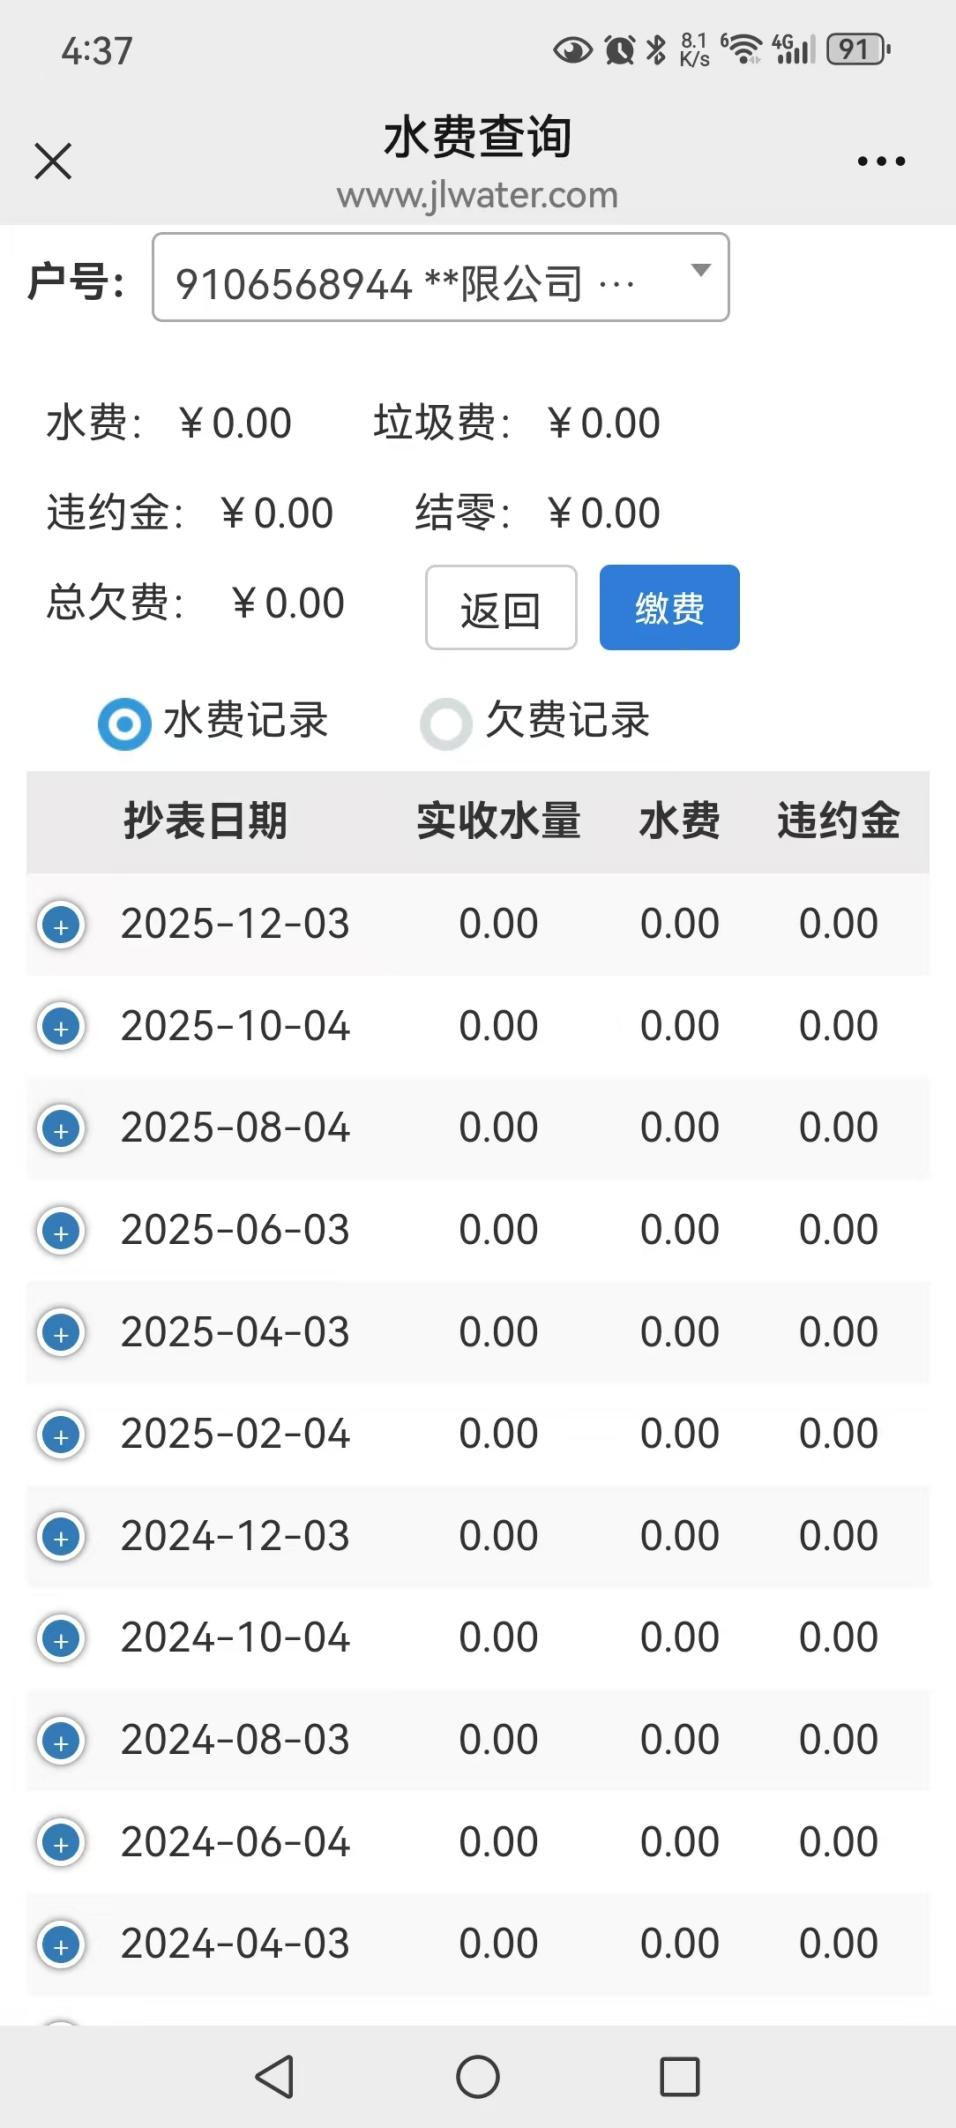 4:37
8.1 K/s 6 4G 91
水费查询
www.jlwater.com
户号: 9106568944 **限公司 ...
水费: ￥0.00 垃圾费: ￥0.00
违约金: ￥0.00 结零: ￥0.00
总欠费: ￥0.00 返回 缴费
水费记录 欠费记录
抄表日期 实收水量 水费 违约金
2025-12-03 0.00 0.00 0.00
2025-10-04 0.00 0.00 0.00
2025-08-04 0.00 0.00 0.00
2025-06-03 0.00 0.00 0.00
2025-04-03 0.00 0.00 0.00
2025-02-04 0.00 0.00 0.00
2024-12-03 0.00 0.00 0.00
2024-10-04 0.00 0.00 0.00
2024-08-03 0.00 0.00 0.00
2024-06-04 0.00 0.00 0.00
2024-04-03 0.00 0.00 0.00